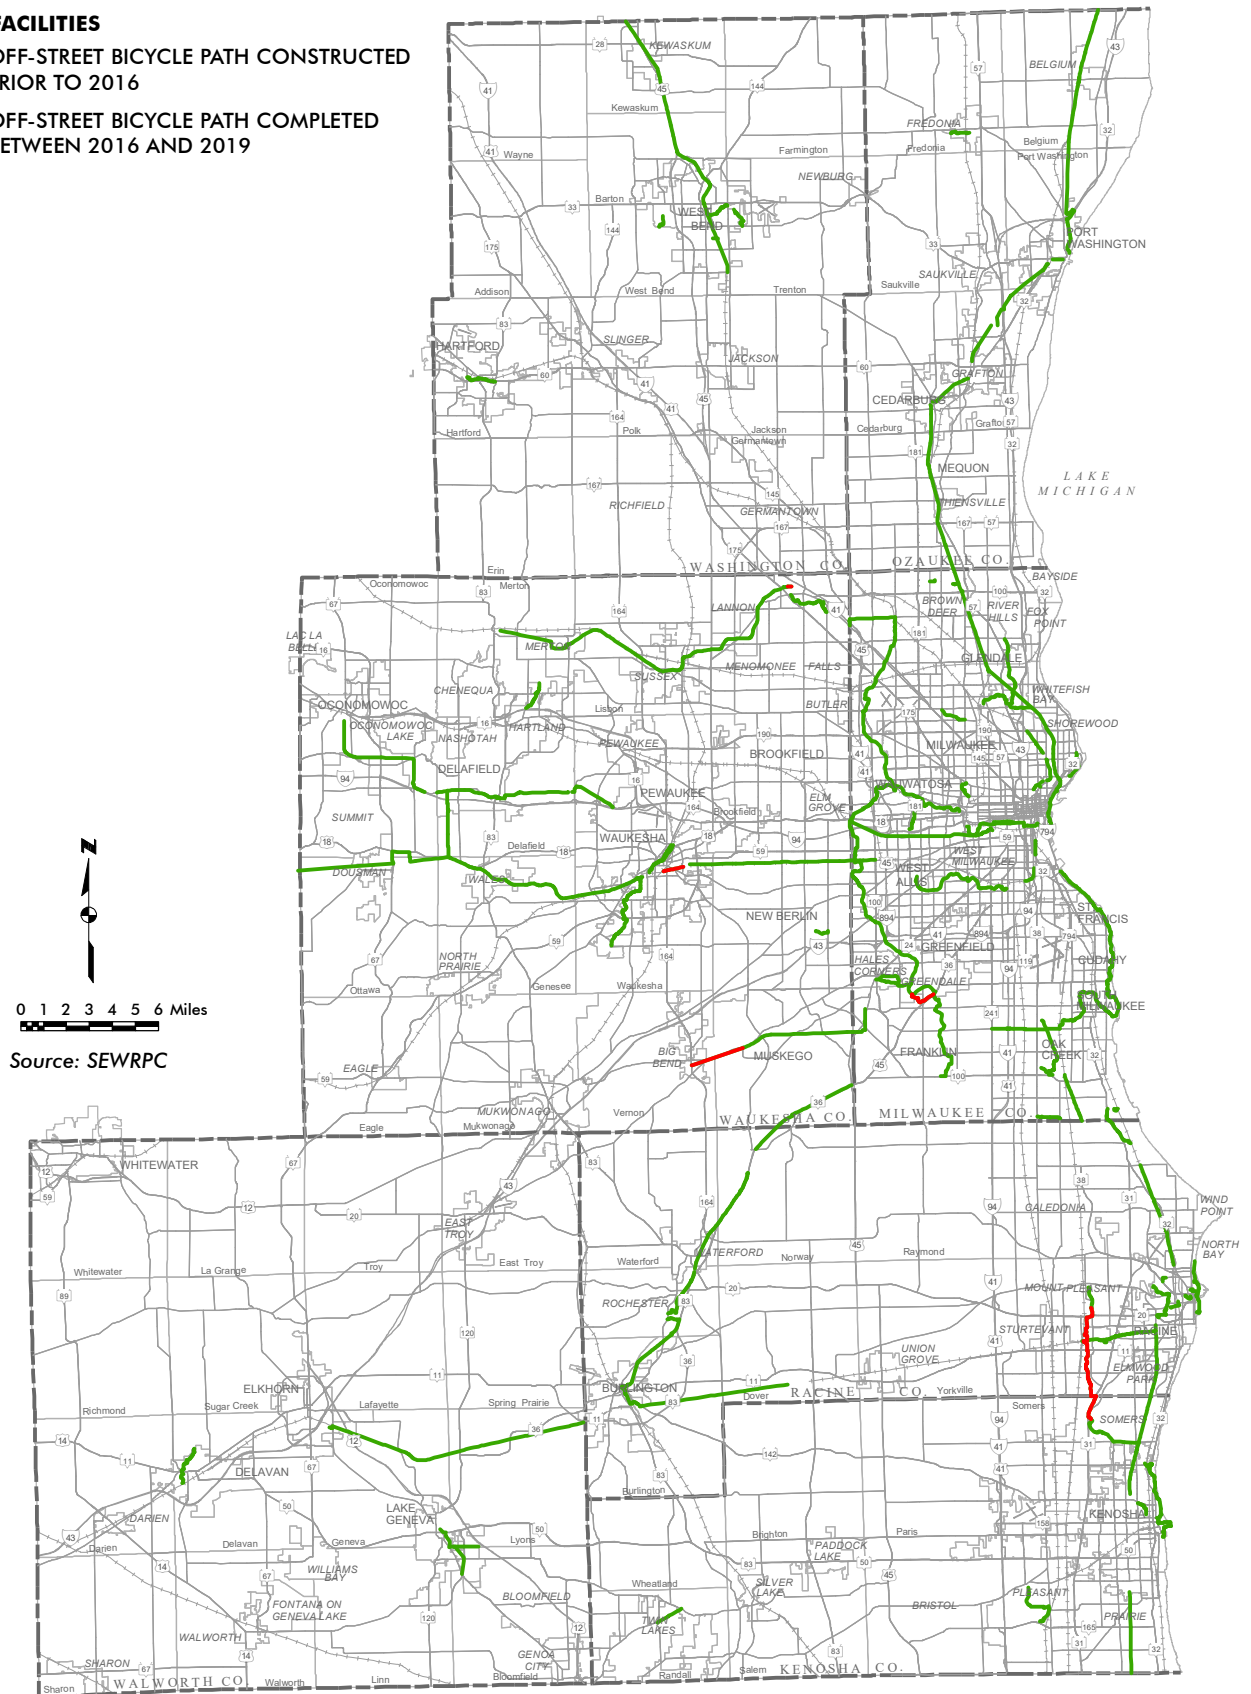 FACILITIES
OFF-STREET BICYCLE PATH CONSTRUCTED
PRIOR TO 2016
OFF-STREET BICYCLE PATH COMPLETED
BETWEEN 2016 AND 2019
KEWASKUM
BELGIUM
Kewaskum
FREDONIA
Wayne
Farmington
Fredonia
Belgium
Port Washington
NEWBURG
Barton
WEST
BEND
PORT
WASHINGTON
SAUKVILLE
Addison
West Bend
Trenton
Saukville
HARTFORD
SLINGER
JACKSON
GRAFTON
CEDARBURG
Hartford
Polk
Jackson
Germantown
Cedarburg
Grafto
MEQUON
LAKE
MICHIGAN
RICHFIELD
GERMANTOWN
THIENSVILLE
WASHINGTON CO.
OZAUKEE CO.
Erin
Oconomowoc
Merton
BAYSIDE
LANNON
BROWN
DEER
RIVER
HILLS
FOX
POINT
LAC LA
BELLE
MERTON
SUSSEX
MENOMONEE FALLS
GLENDALE
CHENEQUA
WHITEFISH
BAY
OCONOMOWOC
Lisbon
BUTLER
OCONOMOWOC
LAKE
NASHOTAH
HARTLAND
SHOREWOOD
PEWAUKEE
BROOKFIELD
MILWAUKEE
DELAFIELD
PEWAUKEE
WAUWATOSA
ELM
GROVE
SUMMIT
Brookfield
WAUKESHA
Delafield
WEST
MILWAUKEE
DOUSMAN
WALES
WEST
ALLIS
NEW BERLIN
ST.
FRANCIS
GREENFIELD
NORTH
PRAIRIE
HALES
CORNERS
CUDAHY
GREENDALE
Ottawa
Genesee
Waukesha
SOUTH
MILWAUKEE
0 1 2 3 4 5 6 Miles
Source: SEWRPC
BIG
BEND
MUSKEGO
FRANKLIN
OAK
CREEK
EAGLE
MUKWONAGO
Vernon
WAUKESHA CO.
MILWAUKEE CO.
Eagle
Mukwonago
WHITEWATER
WIND
POINT
CALEDONIA
EAST
TROY
NORTH
BAY
Whitewater
La Grange
Troy
East Troy
Waterford
WATERFORD
Norway
Raymond
ROCHESTER
MOUNT PLEASANT
STURTEVANT
RACINE
UNION
GROVE
ELMWOOD
PARK
ELKHORN
BURLINGTON
Dover
RACINE CO.
Yorkville
Richmond
Sugar Creek
Lafayette
Spring Prairie
Somers
SOMERS
DELAVAN
Burlington
DARIEN
LAKE
GENEVA
KENOSHA
Darien
Delavan
Geneva
Lyons
Brighton
Paris
PADDOCK
LAKE
WILLIAMS
BAY
Wheatland
SILVER
LAKE
PLEASANT
PRAIRIE
FONTANA ON
GENEVA LAKE
BLOOMFIELD
BRISTOL
WALWORTH
TWIN
LAKES
SHARON
GENOA
CITY
Sharon
WALWORTH CO.
Walworth
Linn
Bloomfield
Randall
Salem
KENOSHA CO.